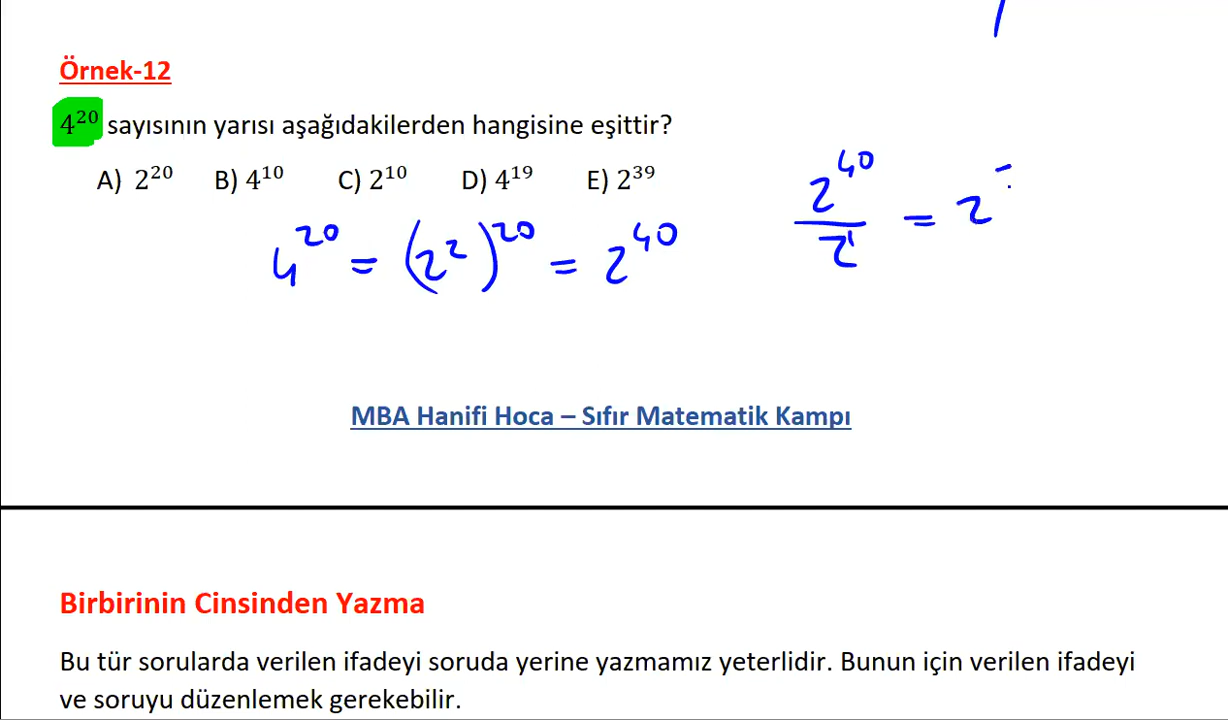 Örnek-12
4²⁰ sayısının yarısı aşağıdakilerden hangisine eşittir?
A) 2²⁰ B) 4¹⁰ C) 2¹⁰ D) 4¹⁹ E) 2³⁹
4²⁰ = (2²)²⁰ = 2⁴⁰
2⁴⁰ / 2¹ = 2
MBA Hanifi Hoca – Sıfır Matematik Kampı
Birbirinin Cinsinden Yazma
Bu tür sorularda verilen ifadeyi soruda yerine yazmamız yeterlidir. Bunun için verilen ifadeyi
ve soruyu düzenlemek gerekebilir.